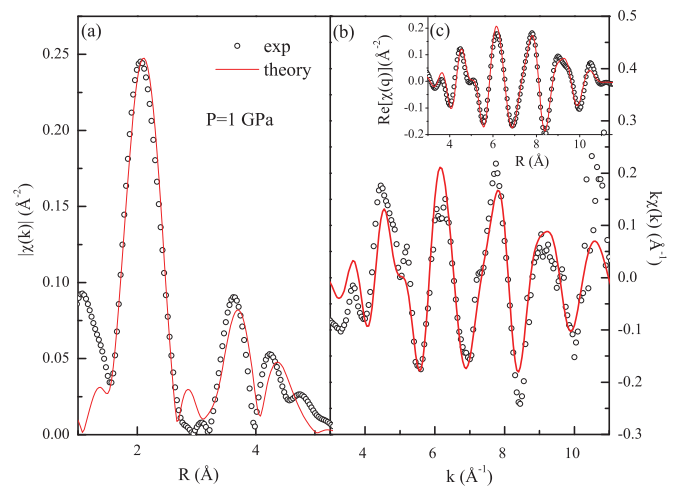 (a)
exp
theory
P=1 GPa
|χ(k)| (Å⁻²)
0.25
0.20
0.15
0.10
0.05
0.00
2
4
R (Å)
(b)
4
6
8
10
k (Å⁻¹)
0.5
0.4
0.3
0.2
0.1
0.0
-0.1
-0.2
-0.3
kχ(k) (Å⁻¹)
(c)
Re[χ(q)](Å⁻²)
0.2
0.1
0.0
-0.1
-0.2
4
6
8
10
R (Å)